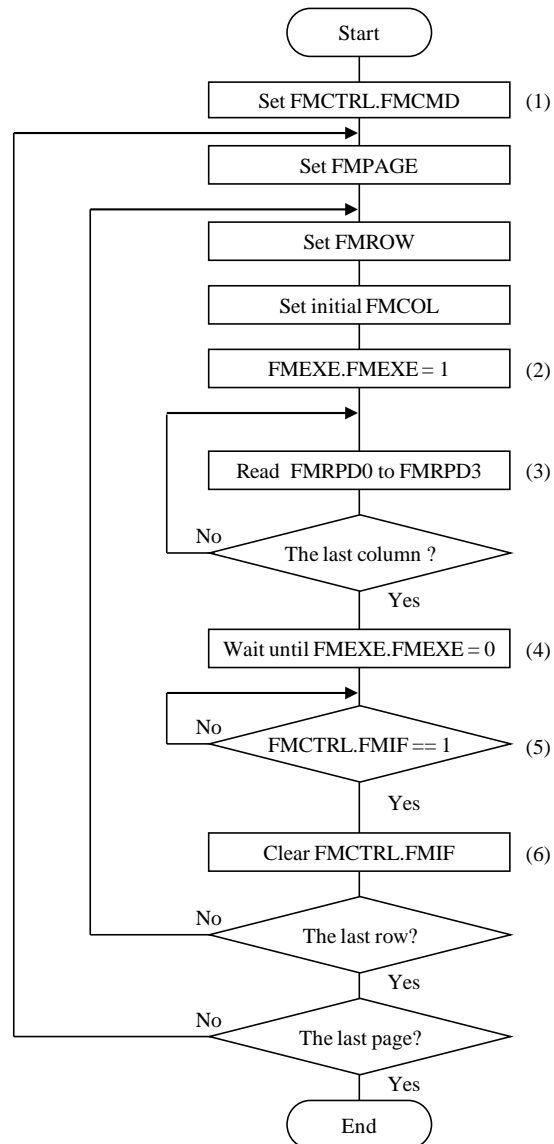 Start
Set FMCTRL.FMCMD (1)
Set FMPAGE
Set FMROW
Set initial FMCOL
FMEXE.FMEXE = 1 (2)
Read FMRPD0 to FMRPD3 (3)
No
The last column ?
Yes
Wait until FMEXE.FMEXE = 0 (4)
No
FMCTRL.FMIF == 1 (5)
Yes
Clear FMCTRL.FMIF (6)
No
The last row?
Yes
No
The last page?
Yes
End